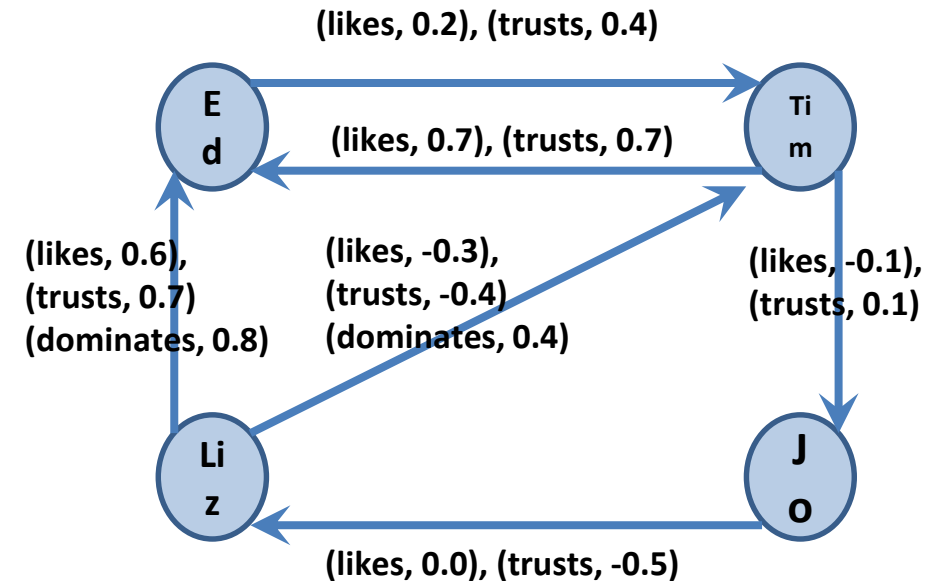 (likes, 0.2), (trusts, 0.4)
E
d
Ti
m
(likes, 0.7), (trusts, 0.7)
(likes, 0.6),
(trusts, 0.7)
(dominates, 0.8)
(likes, -0.3),
(trusts, -0.4)
(dominates, 0.4)
(likes, -0.1),
(trusts, 0.1)
Li
z
J
o
(likes, 0.0), (trusts, -0.5)